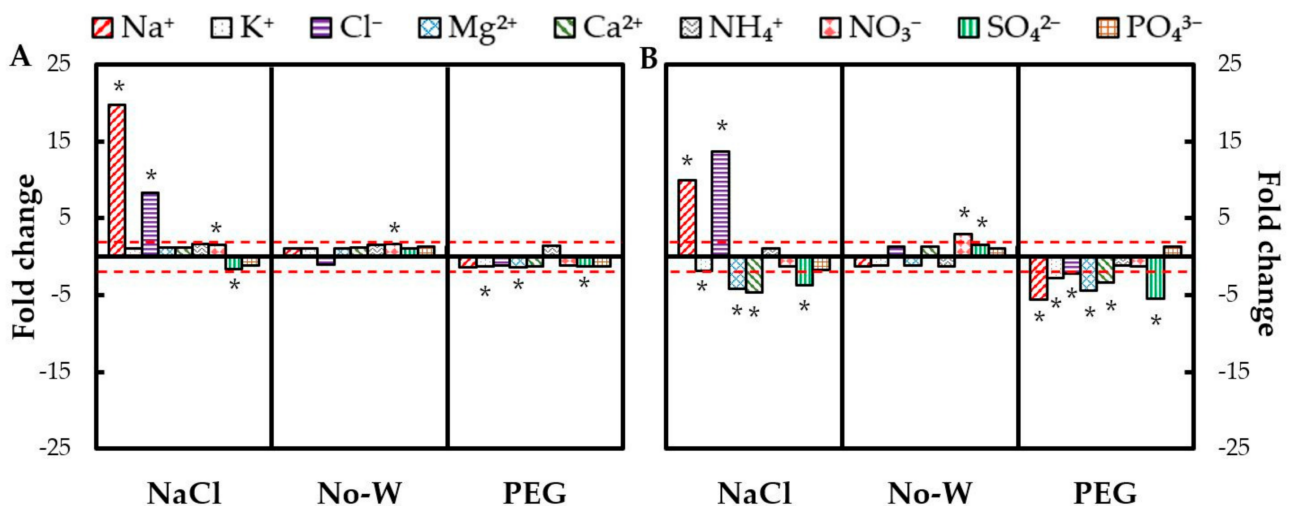 Na⁺ K⁺ Cl⁻ Mg²⁺ Ca²⁺ NH₄⁺ NO₃⁻ SO₄²⁻ PO₄³⁻
A
B
Fold change
25
15
5
-5
-15
-25
* * * * * * * *
* * * * * * * * * * * * * *
25
15
5
-5
-15
-25
Fold change
NaCl No-W PEG
NaCl No-W PEG